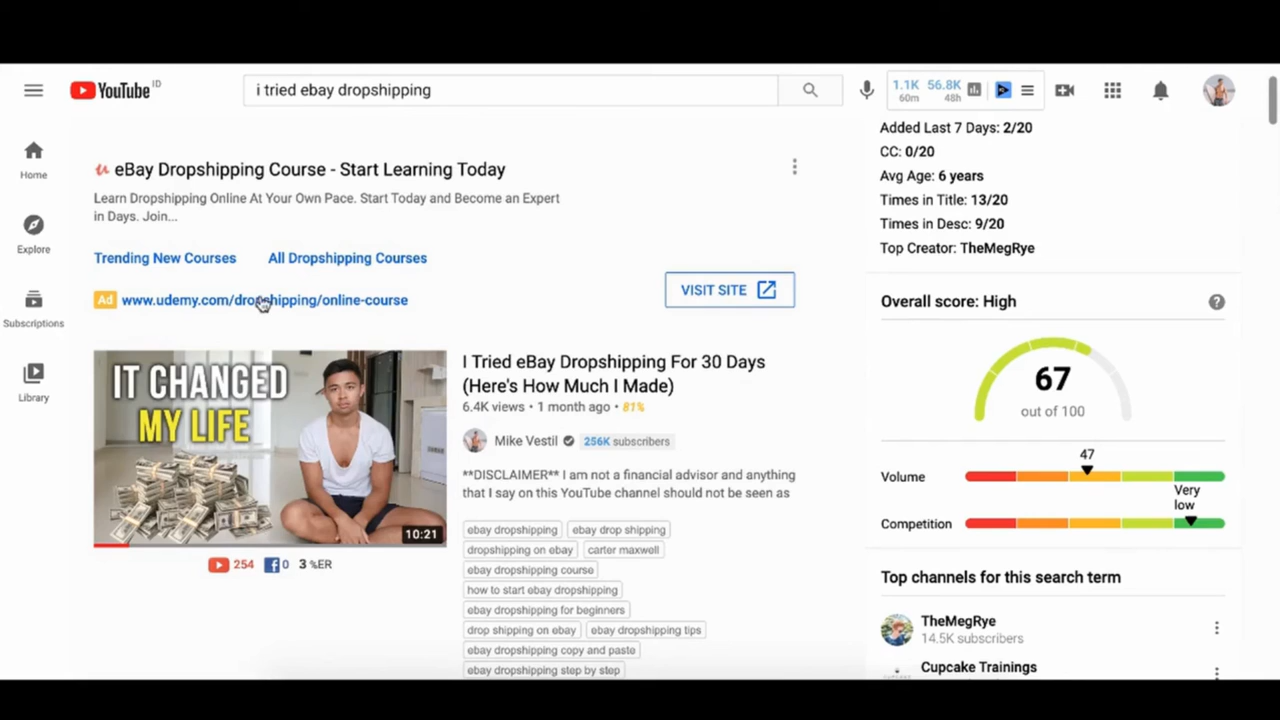 YouTube ID
i tried ebay dropshipping
1.1K 56.8K
60m 48h
Home
Explore
Subscriptions
Library
eBay Dropshipping Course - Start Learning Today
Learn Dropshipping Online At Your Own Pace. Start Today and Become an Expert
in Days. Join...
Trending New Courses
All Dropshipping Courses
Ad www.udemy.com/dropshipping/online-course
VISIT SITE
IT CHANGED
MY LIFE
10:21
254 0 3 %ER
I Tried eBay Dropshipping For 30 Days
(Here's How Much I Made)
6.4K views • 1 month ago • 81%
Mike Vestil 256K subscribers
**DISCLAIMER** I am not a financial advisor and anything
that I say on this YouTube channel should not be seen as
ebay dropshipping ebay drop shipping
dropshipping on ebay carter maxwell
ebay dropshipping course
how to start ebay dropshipping
ebay dropshipping for beginners
drop shipping on ebay ebay dropshipping tips
ebay dropshipping copy and paste
ebay dropshipping step by step
Added Last 7 Days: 2/20
CC: 0/20
Avg Age: 6 years
Times in Title: 13/20
Times in Desc: 9/20
Top Creator: TheMegRye
Overall score: High
?
67
out of 100
47
Volume
Very
low
Competition
Top channels for this search term
TheMegRye
14.5K subscribers
Cupcake Trainings